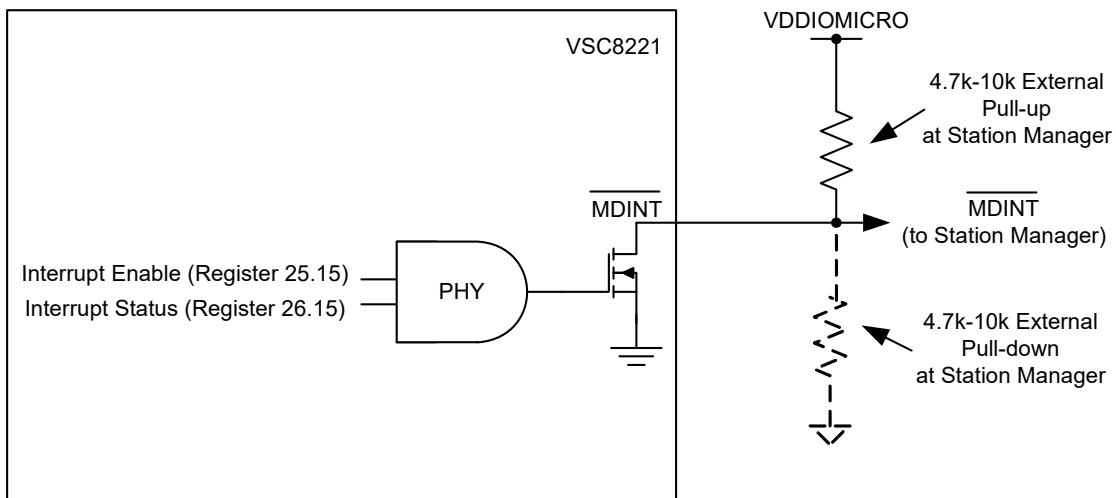 VSC8221
VDDIOMICRO
4.7k-10k External
Pull-up
at Station Manager
MDINT
MDINT
(to Station Manager)
Interrupt Enable (Register 25.15)
Interrupt Status (Register 26.15)
PHY
4.7k-10k External
Pull-down
at Station Manager